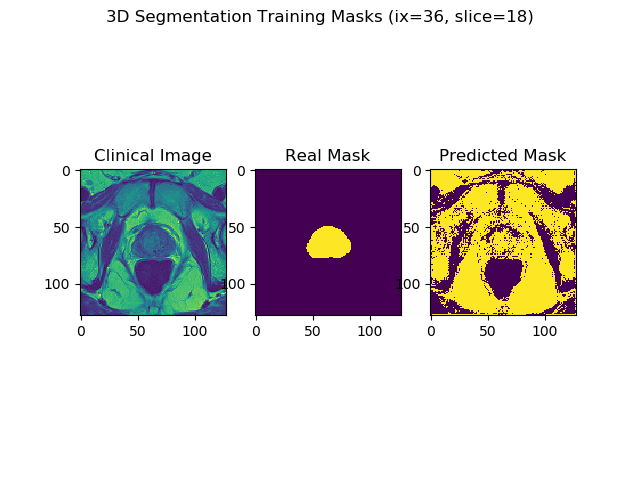 3D Segmentation Training Masks (ix=36, slice=18)
Clinical Image Real Mask Predicted Mask
0 0 0
50 50 50
100 100 100
0 50 100 0 50 100 0 50 100